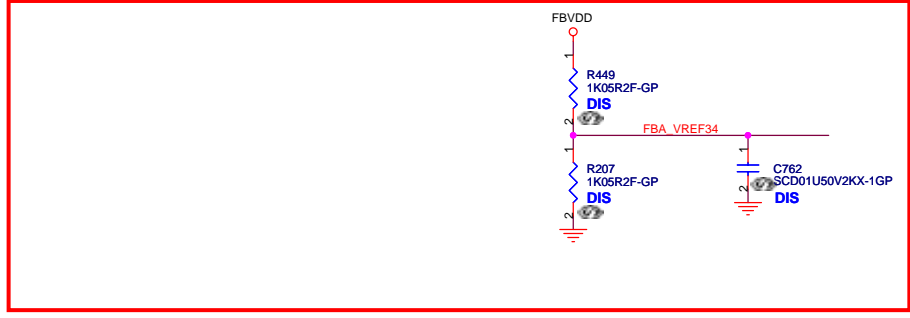 FBVDD
1
R449
1K05R2F-GP
DIS
2
FBA_VREF34
1
R207
1K05R2F-GP
DIS
2
1
C762
SCD01U50V2KX-1GP
2
DIS